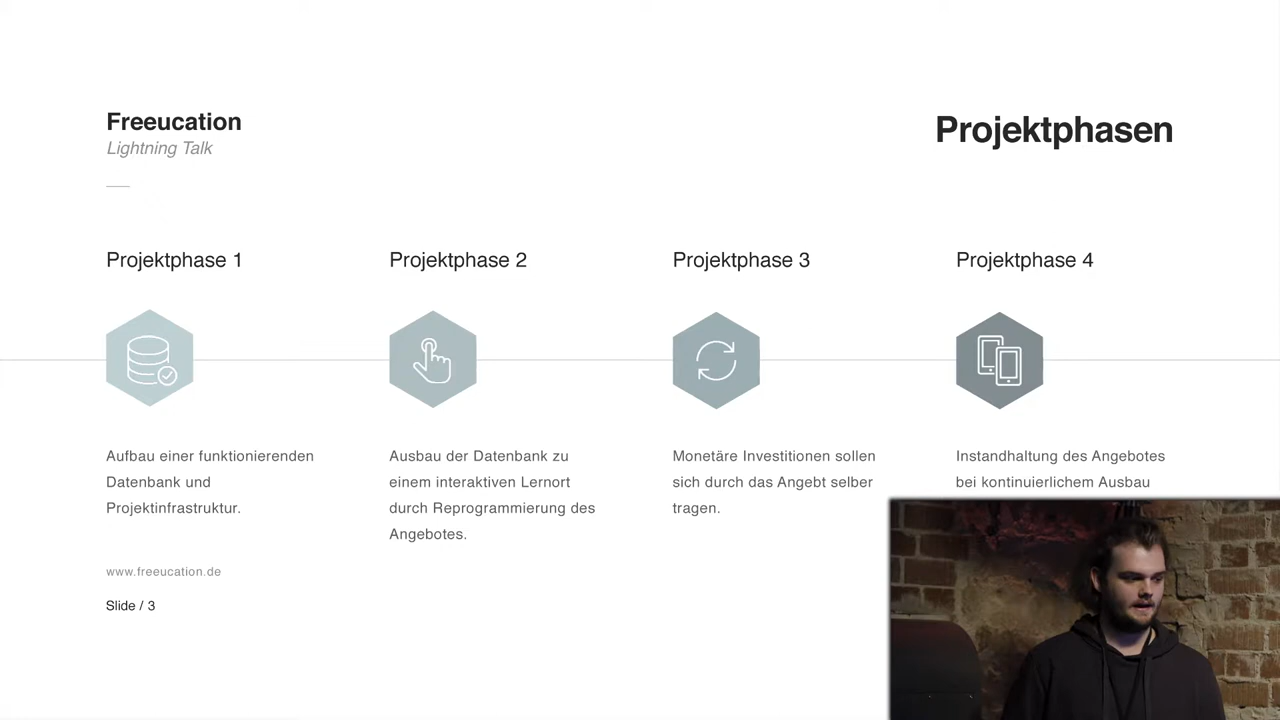 Freeucation
Lightning Talk
Projektphasen
Projektphase 1
Projektphase 2
Projektphase 3
Projektphase 4
Aufbau einer funktionierenden
Datenbank und
Projektinfrastruktur.
Ausbau der Datenbank zu
einem interaktiven Lernort
durch Reprogrammierung des
Angebotes.
Monetäre Investitionen sollen
sich durch das Angebt selber
tragen.
Instandhaltung des Angebotes
bei kontinuierlichem Ausbau
www.freeucation.de
Slide / 3